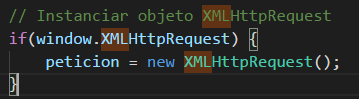 // Instanciar objeto XMLHttpRequest
if(window.XMLHttpRequest) {
    peticion = new XMLHttpRequest();
}